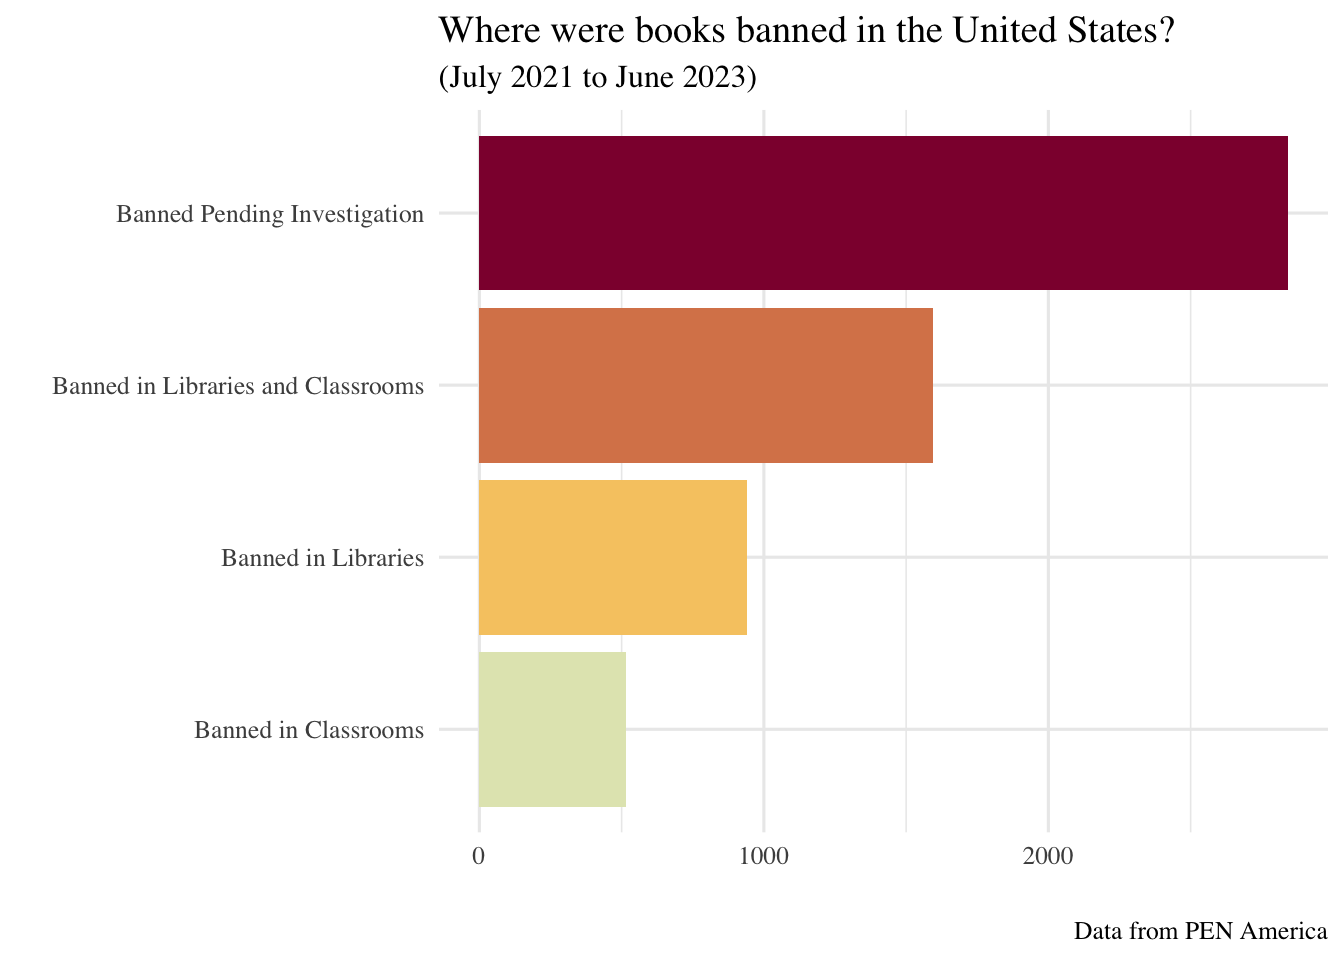 Where were books banned in the United States?
(July 2021 to June 2023)
Banned Pending Investigation
Banned in Libraries and Classrooms
Banned in Libraries
Banned in Classrooms
0 1000 2000
Data from PEN America